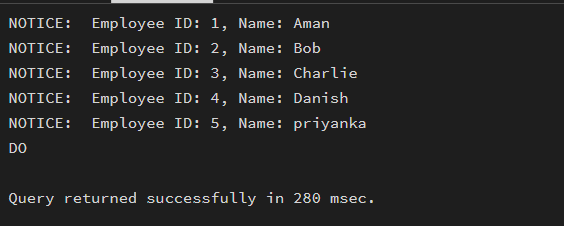 NOTICE:  Employee ID: 1, Name: Aman
NOTICE:  Employee ID: 2, Name: Bob
NOTICE:  Employee ID: 3, Name: Charlie
NOTICE:  Employee ID: 4, Name: Danish
NOTICE:  Employee ID: 5, Name: priyanka
DO
Query returned successfully in 280 msec.